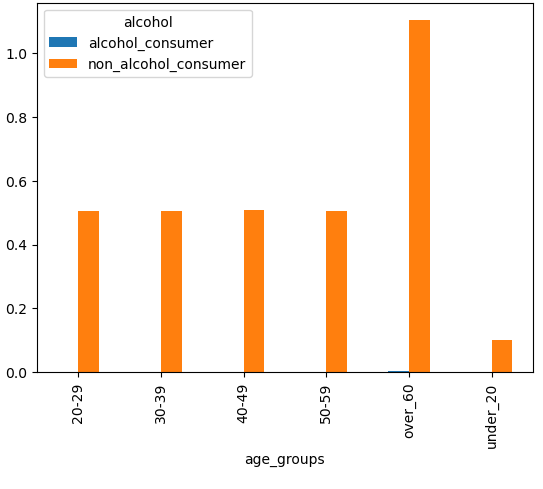 alcohol
alcohol_consumer
non_alcohol_consumer
1.0
0.8
0.6
0.4
0.2
0.0
20-29
30-39
40-49
50-59
over_60
under_20
age_groups